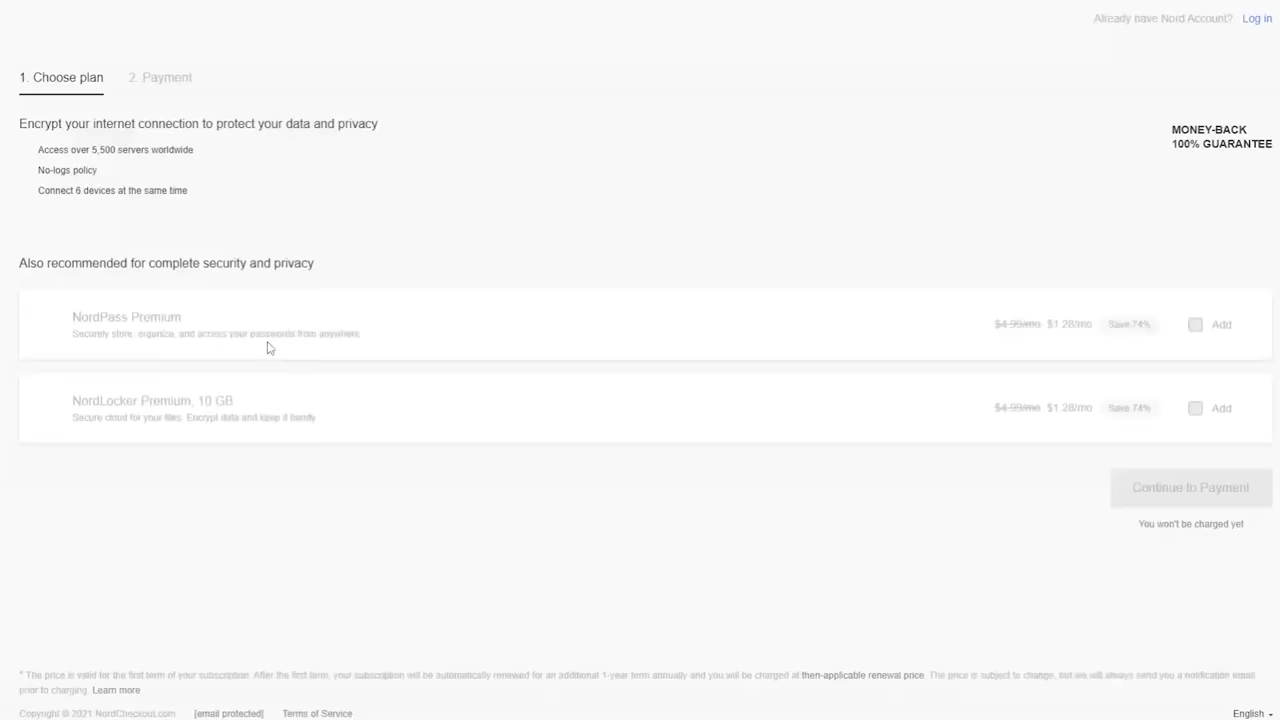 Already have Nord Account? Log in
1. Choose plan 2. Payment
Encrypt your internet connection to protect your data and privacy
Access over 5,500 servers worldwide
No-logs policy
Connect 6 devices at the same time
MONEY-BACK
100% GUARANTEE
Also recommended for complete security and privacy
NordPass Premium
Securely store, organize, and access your passwords from anywhere
$4.99/mo $1.28/mo Save 74% Add
NordLocker Premium, 10 GB
Secure cloud for your files. Encrypt data and keep it handy
$4.99/mo $1.28/mo Save 74% Add
Continue to Payment
You won't be charged yet
* The price is valid for the first term of your subscription. After the first term, your subscription will be automatically renewed for an additional 1-year term annually and you will be charged at then-applicable renewal price. The price is subject to change, but we will always send you a notification email
prior to charging. Learn more
Copyright © 2021 NordCheckout.com [email protected] Terms of Service English